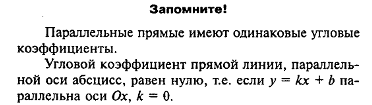 Запомните!
Параллельные прямые имеют одинаковые угловые
коэффициенты.
Угловой коэффициент прямой линии, параллель-
ной оси абсцисс, равен нулю, т.е. если y = kx + b па-
раллельна оси Ox, k = 0.